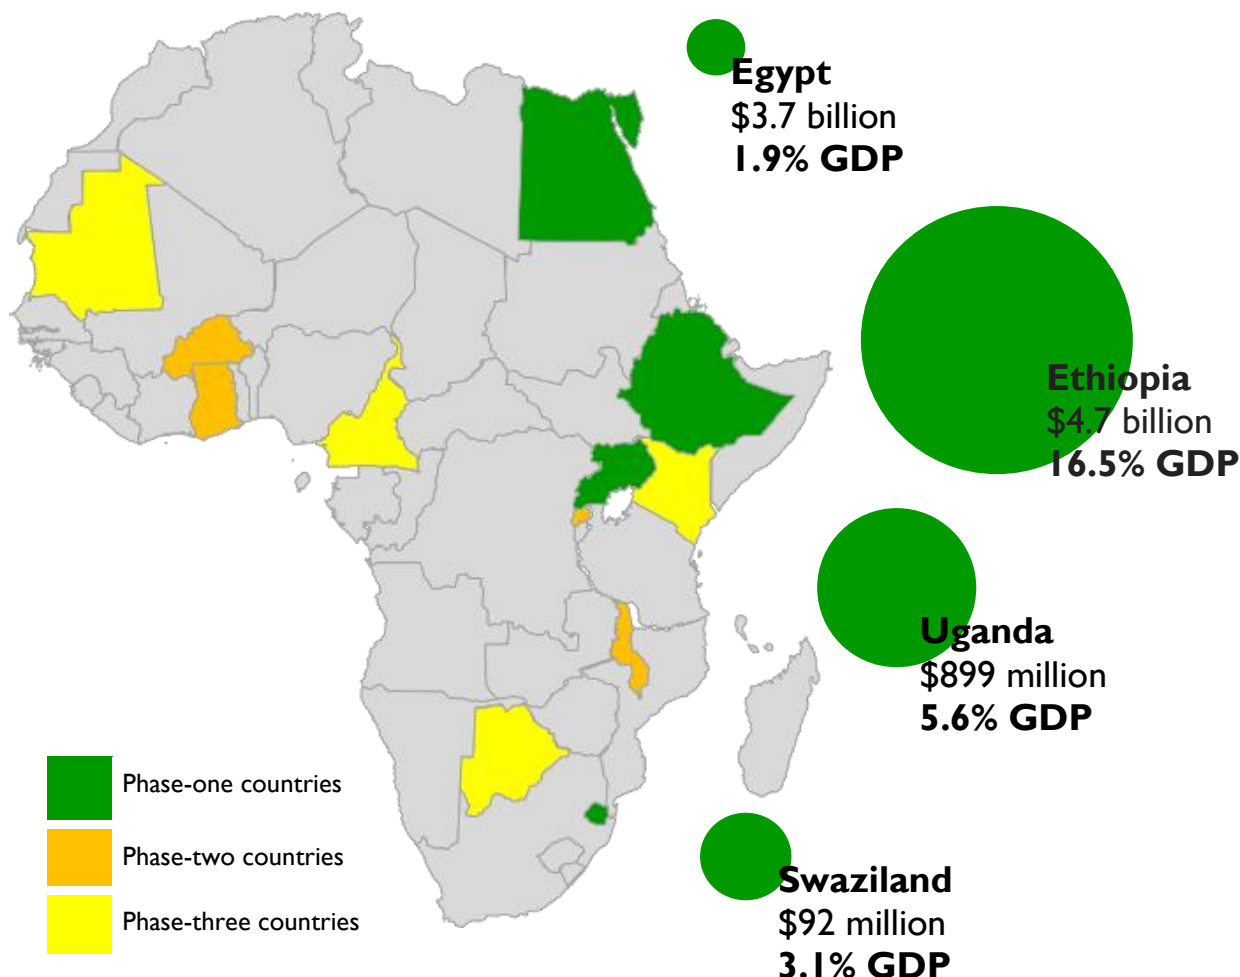 Egypt
$3.7 billion
1.9% GDP
Ethiopia
$4.7 billion
16.5% GDP
Uganda
$899 million
5.6% GDP
Phase-one countries
Phase-two countries
Phase-three countries
Swaziland
$92 million
3.1% GDP